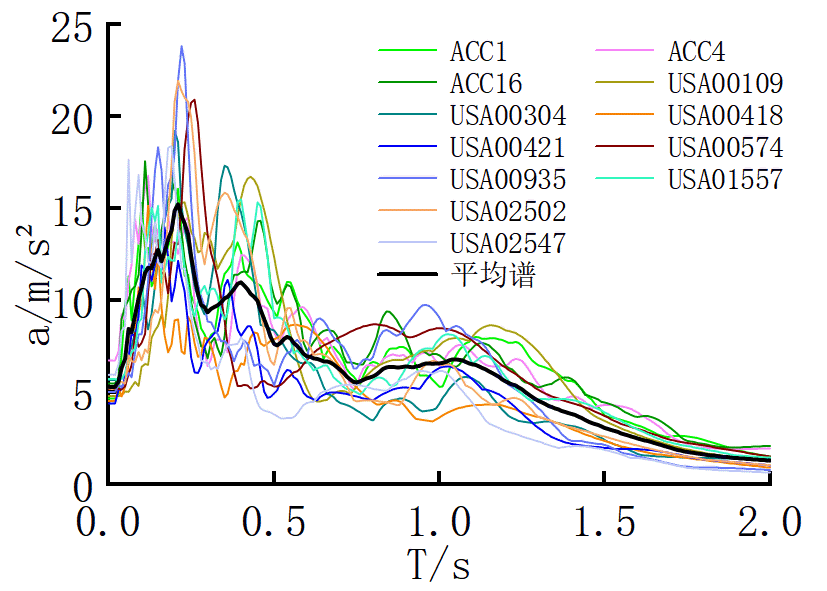 25
20
15
10
5
0
a/m/s²
ACC1 ACC4
ACC16 USA00109
USA00304 USA00418
USA00421 USA00574
USA00935 USA01557
USA02502
USA02547
平均谱
0.0 0.5 1.0 1.5 2.0
T/s